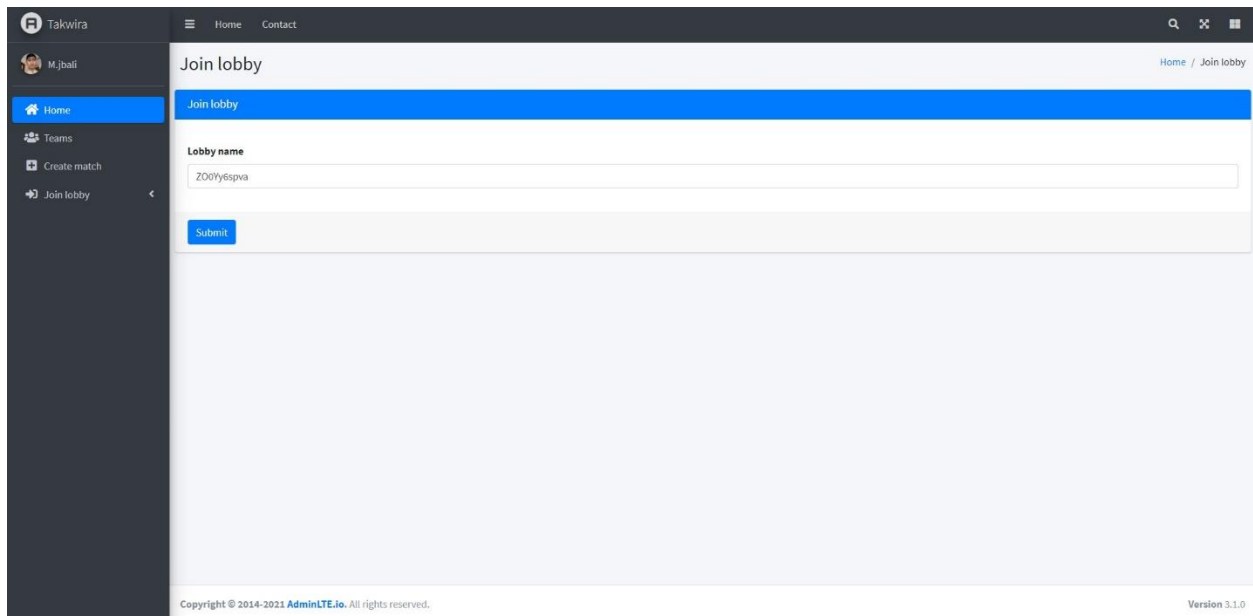 Takwira
Home Contact
M.jbali
Join lobby
Home / Join lobby
Home
Teams
Create match
Join lobby
Join lobby
Lobby name
ZO0Yy6spva
Submit
Copyright © 2014-2021 AdminLTE.io. All rights reserved.
Version 3.1.0